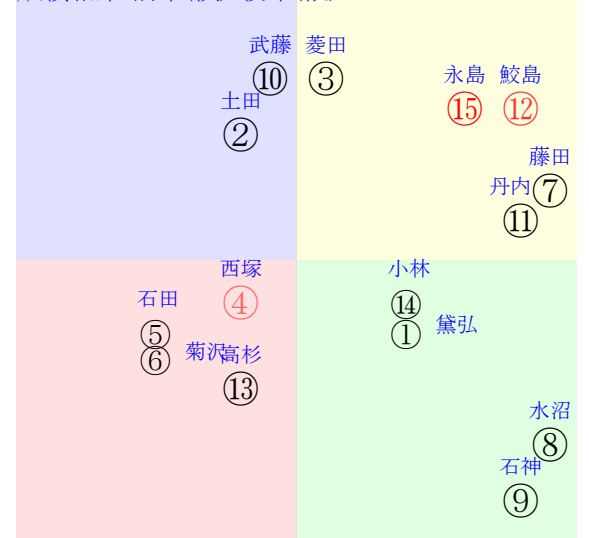 武藤 菱田
⑩ ③
永島 鮫島
⑮ ⑫
土田
②
藤田
丹内 ⑦
⑪
西塚 小林
④ ⑭
石田
⑤ ① 黛弘
⑥ 菊沢 高杉
⑬
水沼
⑧
石神
⑨